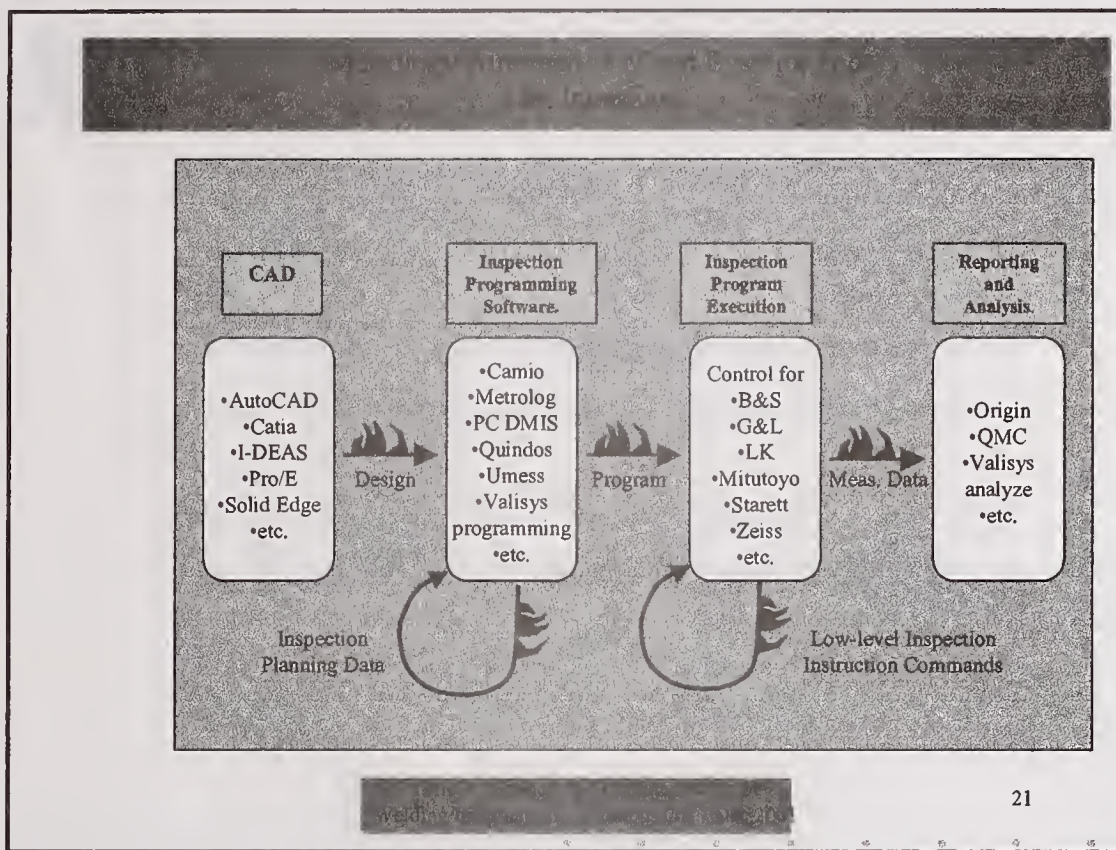 CAD
•AutoCAD
•Catia
•I-DEAS
•Pro/E
•Solid Edge
•etc.
Design
Inspection
Programming
Software.
•Camio
•Metrolog
•PC DMIS
•Quindos
•Umess
•Valisys
programming
•etc.
Program
Inspection
Program
Execution
Control for
•B&S
•G&L
•LK
•Mitutoyo
•Starett
•Zeiss
•etc.
Meas. Data
Reporting
and
Analysis.
•Origin
•QMC
•Valisys
analyze
•etc.
Inspection
Planning Data
Low-level Inspection
Instruction Commands
21